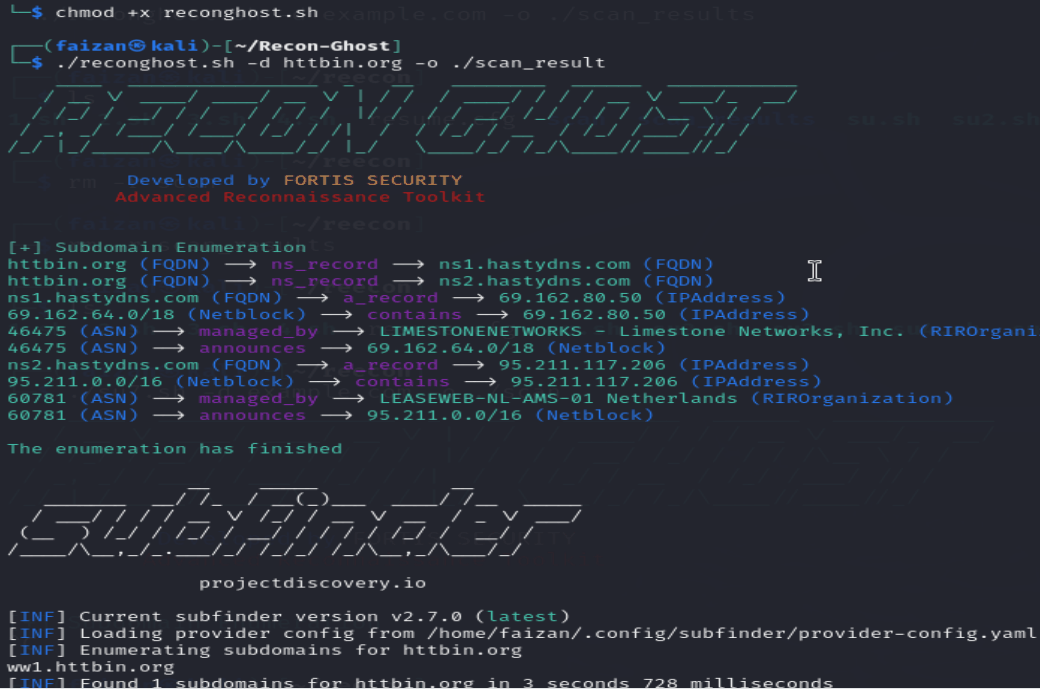 └─$ chmod +x reconghost.sh
┌──(faizan㉿kali)-[~/Recon-Ghost]
└─$ ./reconghost.sh -d httbin.org -o ./scan_result
RECON GHOST
Developed by FORTIS SECURITY
Advanced Reconnaissance Toolkit
[+] Subdomain Enumeration
httbin.org (FQDN) ⟶ ns_record ⟶ ns1.hastydns.com (FQDN)
httbin.org (FQDN) ⟶ ns_record ⟶ ns2.hastydns.com (FQDN)
ns1.hastydns.com (FQDN) ⟶ a_record ⟶ 69.162.80.50 (IPAddress)
69.162.64.0/18 (Netblock) ⟶ contains ⟶ 69.162.80.50 (IPAddress)
46475 (ASN) ⟶ managed_by ⟶ LIMESTONENETWORKS - Limestone Networks, Inc. (RIROrgani
46475 (ASN) ⟶ announces ⟶ 69.162.64.0/18 (Netblock)
ns2.hastydns.com (FQDN) ⟶ a_record ⟶ 95.211.117.206 (IPAddress)
95.211.0.0/16 (Netblock) ⟶ contains ⟶ 95.211.117.206 (IPAddress)
60781 (ASN) ⟶ managed_by ⟶ LEASEWEB-NL-AMS-01 Netherlands (RIROrganization)
60781 (ASN) ⟶ announces ⟶ 95.211.0.0/16 (Netblock)
The enumeration has finished
subfinder
projectdiscovery.io
[INF] Current subfinder version v2.7.0 (latest)
[INF] Loading provider config from /home/faizan/.config/subfinder/provider-config.yaml
[INF] Enumerating subdomains for httbin.org
ww1.httbin.org
[INF] Found 1 subdomains for httbin.org in 3 seconds 728 milliseconds